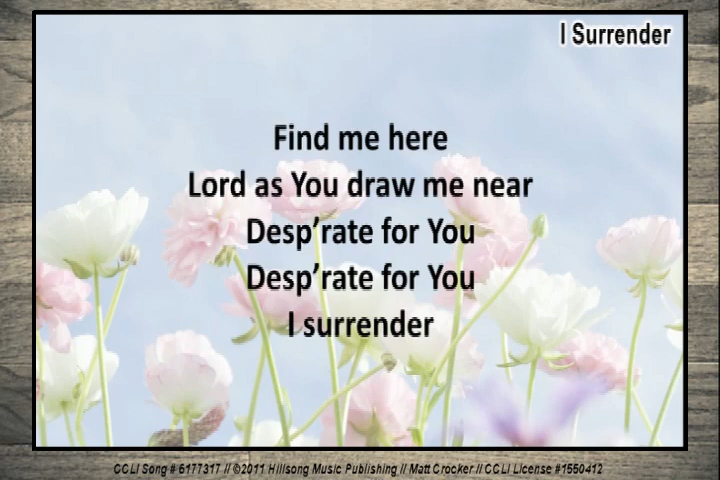 I Surrender
Find me here
Lord as You draw me near
Desp'rate for You
Desp'rate for You
I surrender
CCLI Song # 6177317 // ©2011 Hillsong Music Publishing // Matt Crocker // CCLI License #1550412